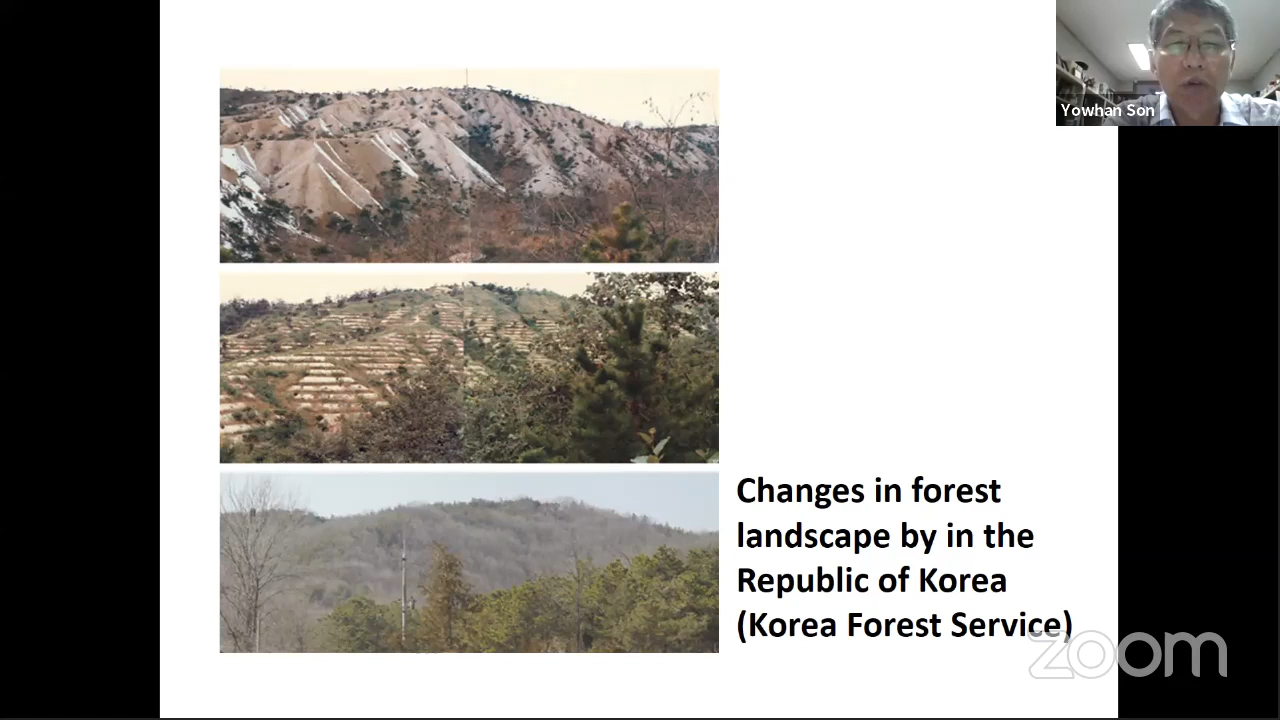 Yowhan Son
Changes in forest
landscape by in the
Republic of Korea
(Korea Forest Service)
zoom